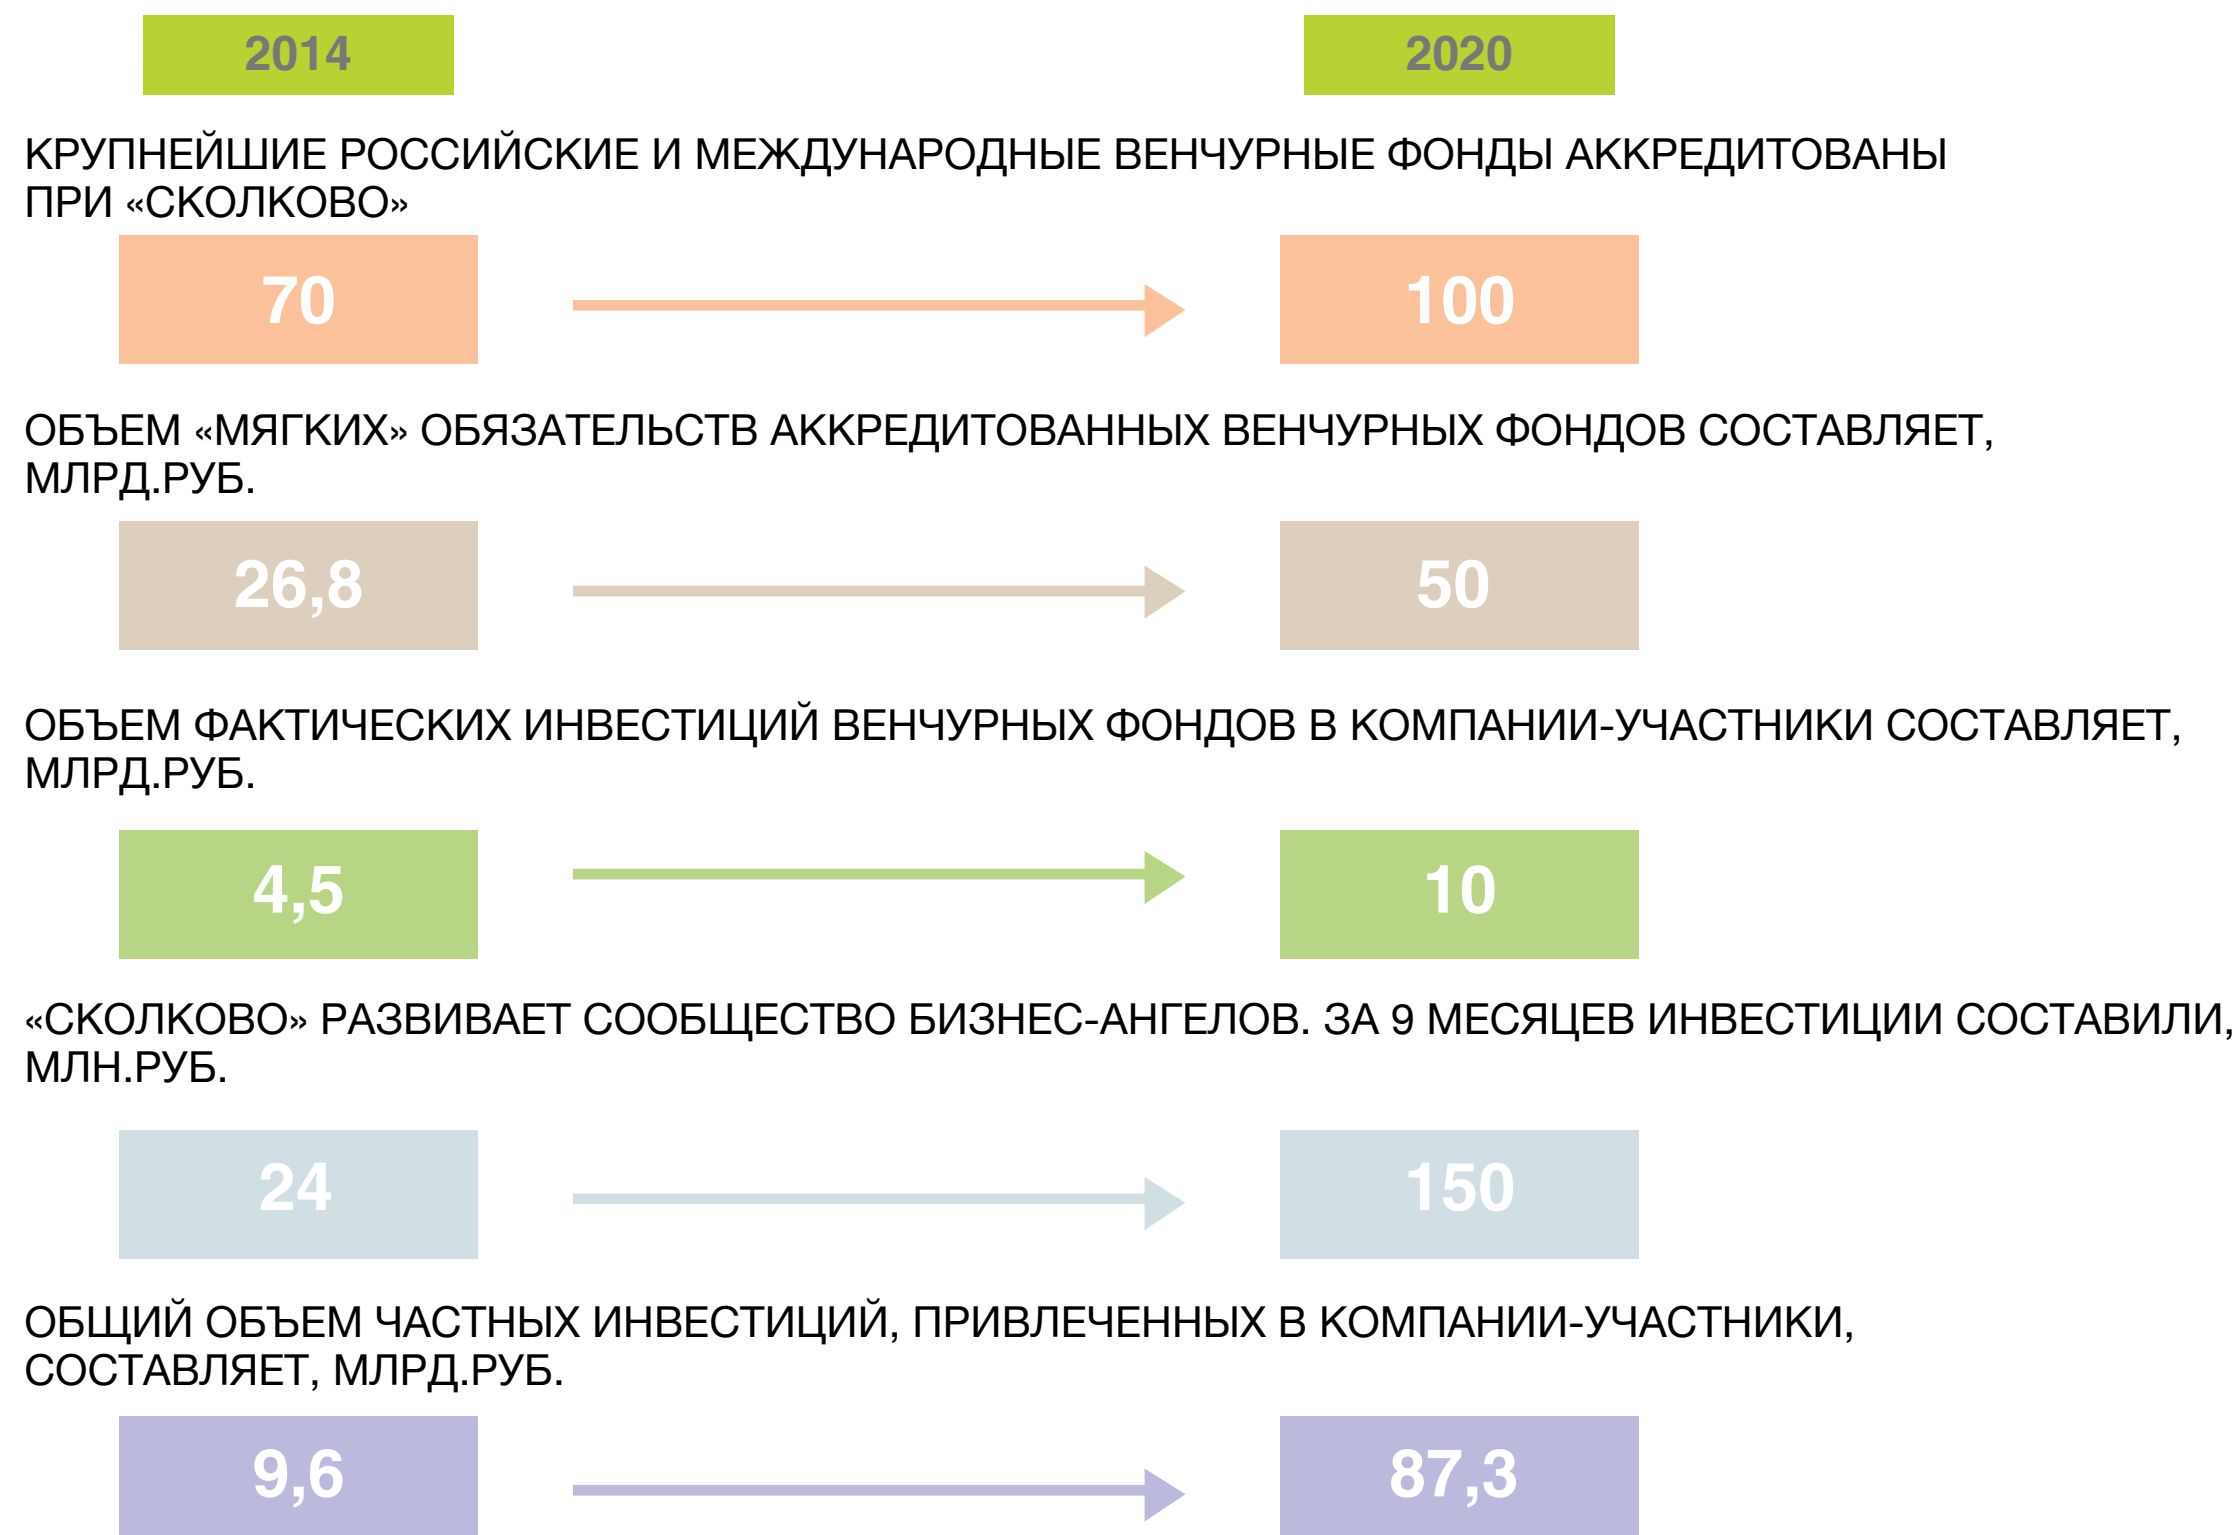 2014 2020
КРУПНЕЙШИЕ РОССИЙСКИЕ И МЕЖДУНАРОДНЫЕ ВЕНЧУРНЫЕ ФОНДЫ АККРЕДИТОВАНЫ
ПРИ «СКОЛКОВО»
70 100
ОБЪЕМ «МЯГКИХ» ОБЯЗАТЕЛЬСТВ АККРЕДИТОВАННЫХ ВЕНЧУРНЫХ ФОНДОВ СОСТАВЛЯЕТ,
МЛРД.РУБ.
26,8 50
ОБЪЕМ ФАКТИЧЕСКИХ ИНВЕСТИЦИЙ ВЕНЧУРНЫХ ФОНДОВ В КОМПАНИИ-УЧАСТНИКИ СОСТАВЛЯЕТ,
МЛРД.РУБ.
4,5 10
«СКОЛКОВО» РАЗВИВАЕТ СООБЩЕСТВО БИЗНЕС-АНГЕЛОВ. ЗА 9 МЕСЯЦЕВ ИНВЕСТИЦИИ СОСТАВИЛИ,
МЛН.РУБ.
24 150
ОБЩИЙ ОБЪЕМ ЧАСТНЫХ ИНВЕСТИЦИЙ, ПРИВЛЕЧЕННЫХ В КОМПАНИИ-УЧАСТНИКИ,
СОСТАВЛЯЕТ, МЛРД.РУБ.
9,6 87,3